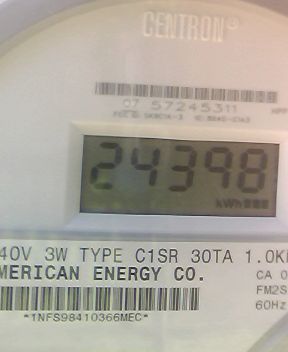 CENTRON®
07 57245311
24398
kWh
40V 3W TYPE C1SR 30TA 1.0K
MERICAN ENERGY CO.
CA 0
FM2S
60Hz
*1NFS98410366MEC*